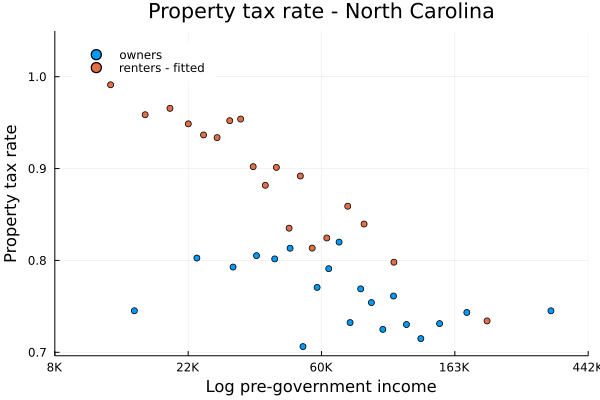 Property tax rate - North Carolina
owners
renters - fitted
Property tax rate
1.0
0.9
0.8
0.7
8K 22K 60K 163K 442K
Log pre-government income